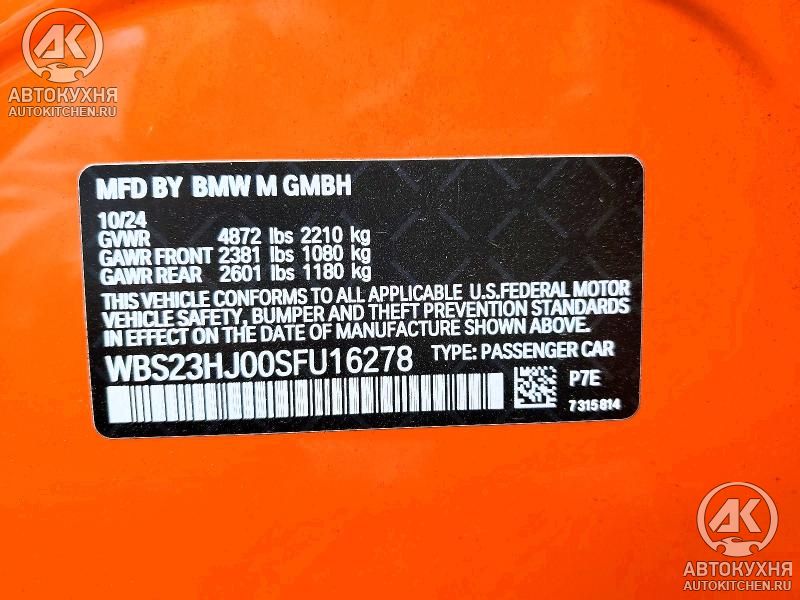 АК
АВТОКУХНЯ
AUTOKITCHEN.RU
MFD BY BMW M GMBH
10/24
GVWR 4872 lbs 2210 kg
GAWR FRONT 2381 lbs 1080 kg
GAWR REAR 2601 lbs 1180 kg
THIS VEHICLE CONFORMS TO ALL APPLICABLE U.S.FEDERAL MOTOR
VEHICLE SAFETY, BUMPER AND THEFT PREVENTION STANDARDS
IN EFFECT ON THE DATE OF MANUFACTURE SHOWN ABOVE.
WBS23HJ00SFU16278 TYPE: PASSENGER CAR
P7E
7315814
АК
АВТОКУХНЯ
AUTOKITCHEN.RU